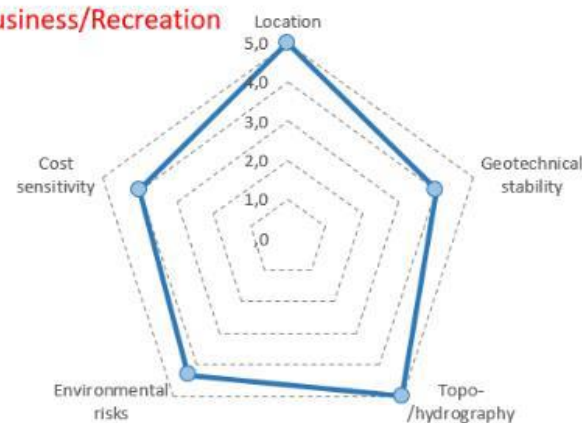 usiness/Recreation
Location
5,0
4,0
3,0
2,0
1,0
,0
Cost
sensitivity
Geotechnical
stability
Environmental
risks
Topo-
/hydrography